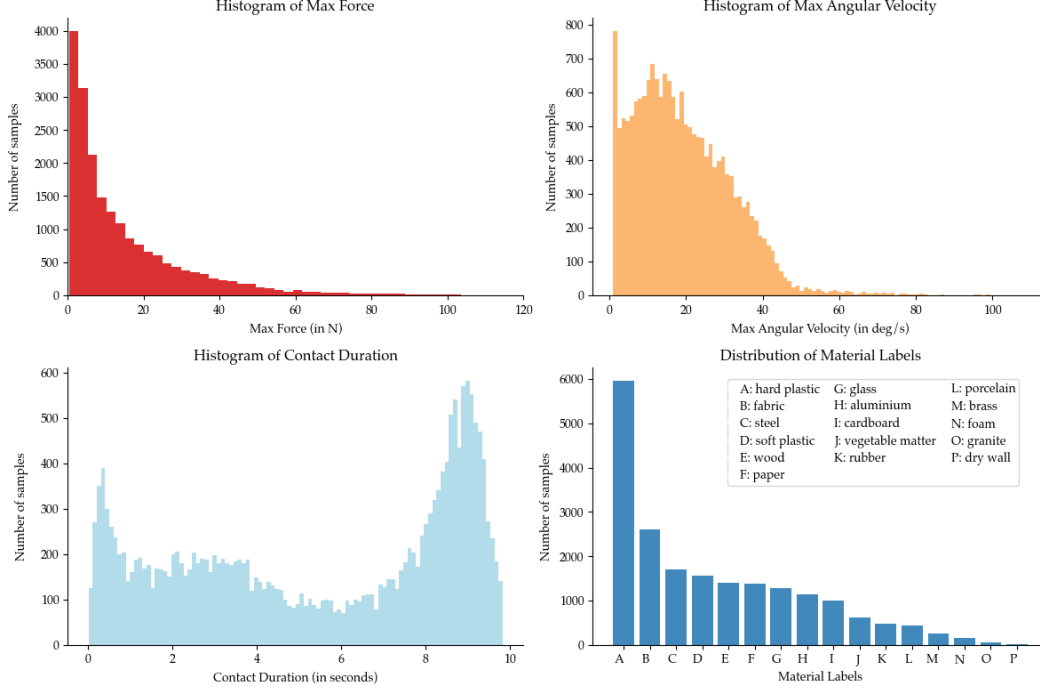 Histogram of Max Force
Number of samples
4000
3500
3000
2500
2000
1500
1000
500
0
0 20 40 60 80 100 120
Max Force (in N)
Histogram of Max Angular Velocity
Number of samples
800
700
600
500
400
300
200
100
0
0 20 40 60 80 100
Max Angular Velocity (in deg/s)
Histogram of Contact Duration
Number of samples
600
500
400
300
200
100
0
0 2 4 6 8 10
Contact Duration (in seconds)
Distribution of Material Labels
Number of samples
6000
5000
4000
3000
2000
1000
0
A: hard plastic
B: fabric
C: steel
D: soft plastic
E: wood
F: paper
G: glass
H: aluminium
I: cardboard
J: vegetable matter
K: rubber
L: porcelain
M: brass
N: foam
O: granite
P: dry wall
A B C D E F G H I J K L M N O P
Material Labels